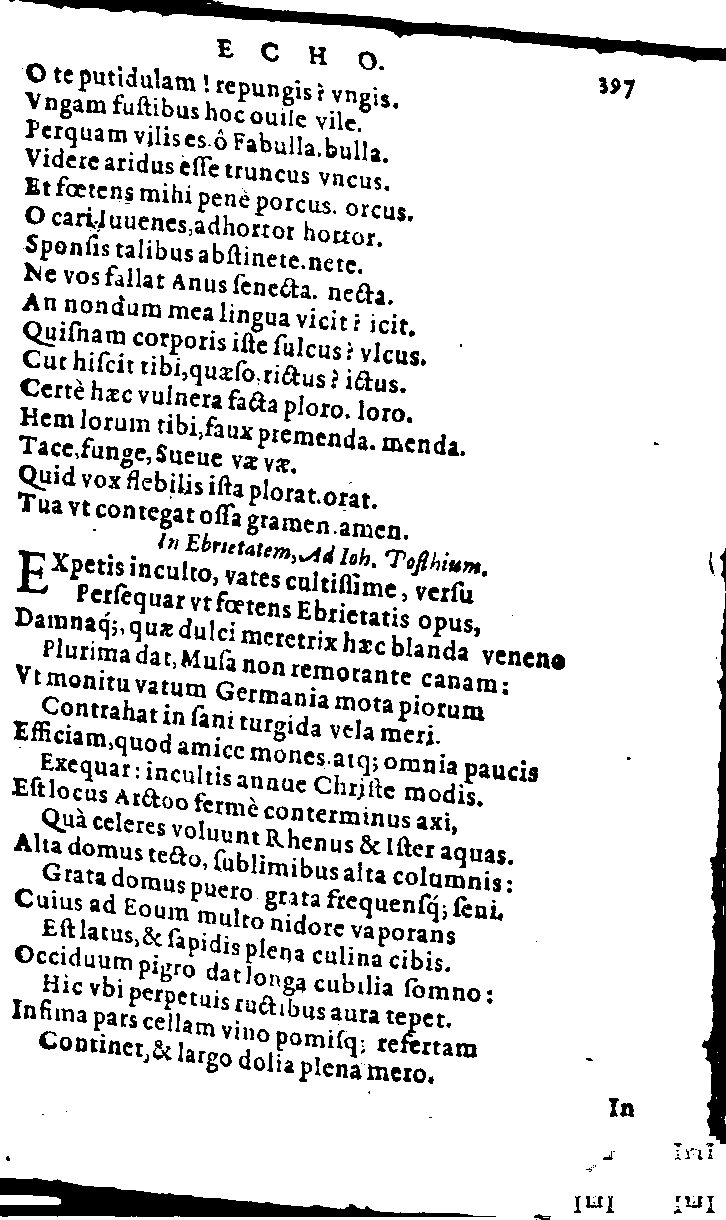 E C H O.
397
O te putidulam ! repungis? vngis.
Vngam fuſtibus hoc ouile vile.
Perquam vilis es ô Fabulla. bulla.
Videre aridus eſſe truncus vncus.
Et fœtens mihi penè porcus. orcus.
O cari Iuuenes, adhortor hortor.
Sponſis talibus abſtinete. nete.
Ne vos fallat Anus ſenecta. necta.
An nondum mea lingua vicit? icit.
Quiſnam corporis iſte ſulcus? vlcus.
Cur hiſcit tibi, quæſo, rictus? ictus.
Certè hæc vulnera facta ploro. loro.
Hem lorum tibi, faux premenda. menda.
Tace, funge, Sueue væ væ.
Quid vox flebilis iſta plorat. orat.
Tua vt contegat oſſa gramen. amen.
In Ebrietatem, Ad Ioh. Poſthium.
EXpetis inculto, vates cultiſſime, verſu
Perſequar vt fœtens Ebrietatis opus,
Damnaq́;, quæ dulci meretrix hæc blanda veneno
Plurima dat, Muſa non remorante canam:
Vt monitu vatum Germania mota piorum
Contrahat in ſani turgida vela meri.
Efficiam, quod amice mones. atq; omnia paucis
Exequar: incultis annue Chriſte modis.
Eſt locus Arctoo fermè conterminus axi,
Quà celeres voluunt Rhenus & Iſter aquas.
Alta domus tecto, ſublimibus alta columnis:
Grata domus puero grata frequenſq́; ſeni.
Cuius ad Eoum multo nidore vaporans
Eſt latus, & ſapidis plena culina cibis.
Occiduum pigro dat longa cubilia ſomno:
Hic vbi perpetuis ructibus aura tepet.
Infima pars cellam vino pomiſq; refertam
Continet, & largo dolia plena mero.
In